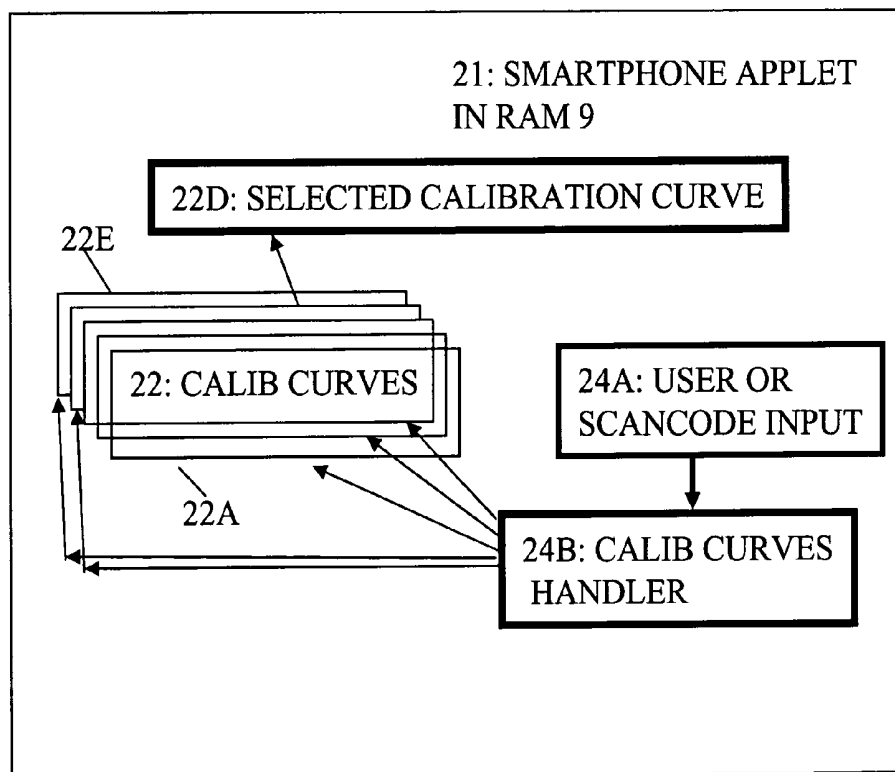 21: SMARTPHONE APPLET
IN RAM 9
22D: SELECTED CALIBRATION CURVE
22E
22: CALIB CURVES
24A: USER OR
SCANCODE INPUT
22A
24B: CALIB CURVES
HANDLER